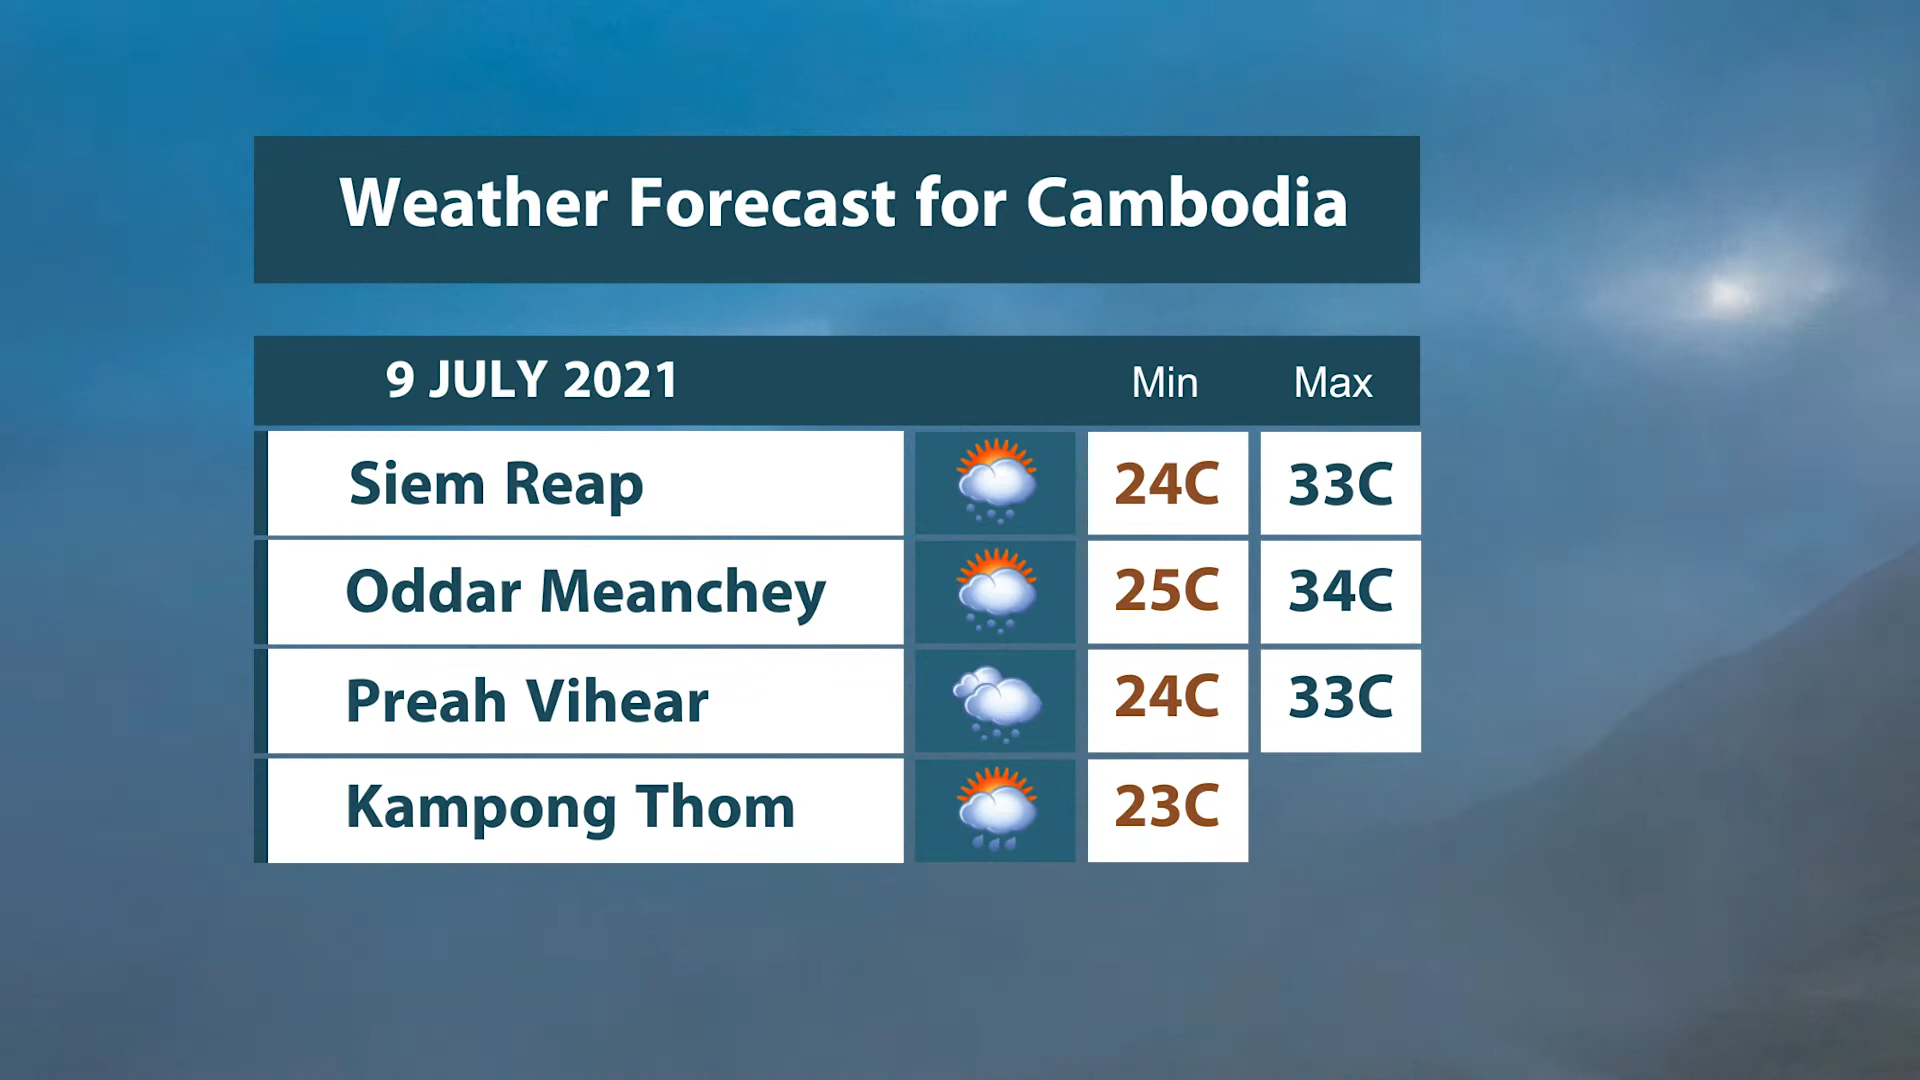 Weather Forecast for Cambodia
9 JULY 2021 Min Max
Siem Reap 24C 33C
Oddar Meanchey 25C 34C
Preah Vihear 24C 33C
Kampong Thom 23C